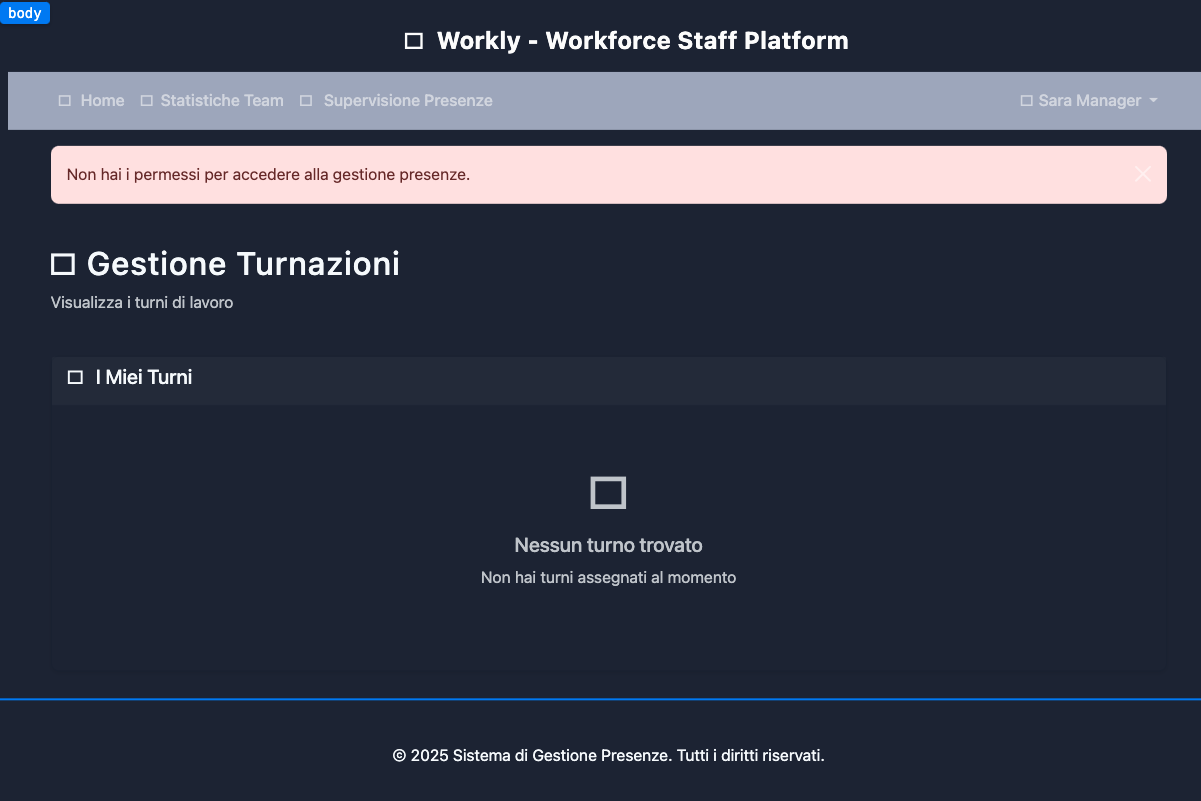 body
Workly - Workforce Staff Platform
Home Statistiche Team Supervisione Presenze Sara Manager
Non hai i permessi per accedere alla gestione presenze.
Gestione Turnazioni
Visualizza i turni di lavoro
I Miei Turni
Nessun turno trovato
Non hai turni assegnati al momento
© 2025 Sistema di Gestione Presenze. Tutti i diritti riservati.